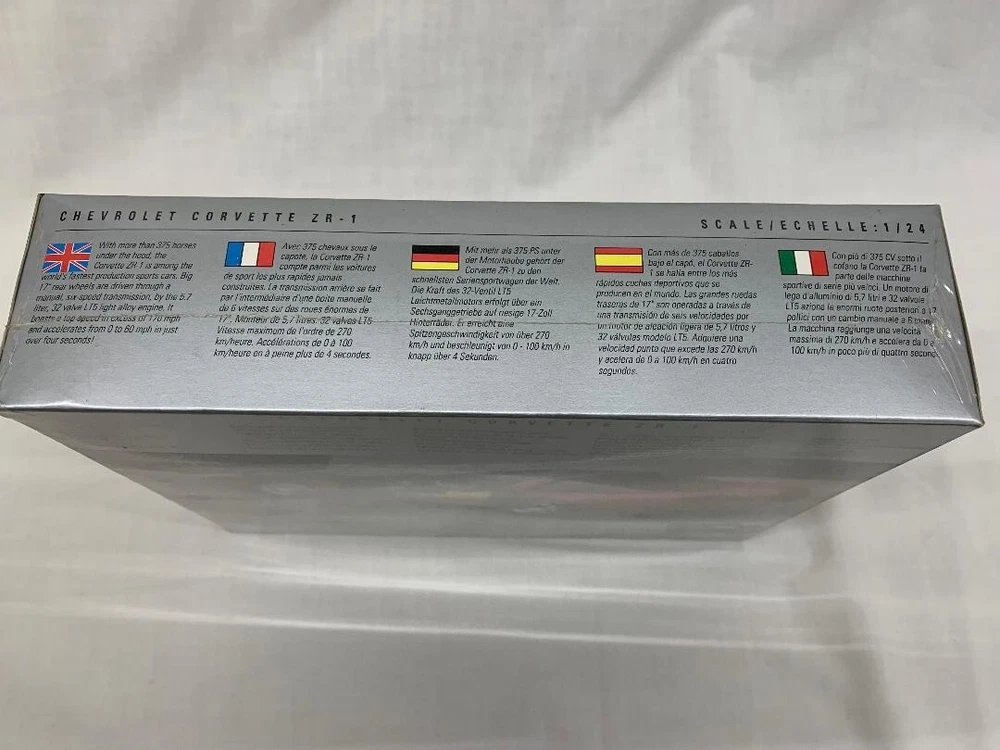 CHEVROLET CORVETTE ZR-1
SCALE/ECHELLE:1/24
With more than 375 horses
under the hood, the
Corvette ZR-1 is among the
world's fastest production sports cars. Big
17" rear wheels are driven through a
manual, six-speed transmission, by the 5.7
liter, 32 valve LT5 light alloy engine. It
boasts a top speed in excess of 170 mph
and accelerates from 0 to 60 mph in just
over four seconds!
Avec 375 chevaux sous le
capote, la Corvette ZR-1
compte parmi les voitures
de sport les plus rapides jamais
construites. La transmission arrière se fait
par l'intermédiaire d'une boîte manuelle
de 6 vitesses sur des roues énormes de
17". Moniteur de 5,7 litres. 32 valves LT5
Vitesse maximum de l'ordre de 270
km/heure. Accélérations de 0 à 100
km/heure en à peine plus de 4 secondes.
Mit mehr als 375 PS unter
der Motorhaube gehört der
Corvette ZR-1 zu den
schnellsten Seriensportwagen der Welt.
Die Kraft des 32-Ventil LT5
Leichtmetallmotors erfolgt über ein
Sechsganggetriebe auf riesige 17-Zoll
Hinterräder. Er erreicht eine
Spitzengeschwindigkeit von über 270
km/h und beschleunigt von 0 - 100 km/h in
knapp über 4 Sekunden.
Con más de 375 caballos
bajo el capó, el Corvette ZR-
1 se halla entre los más
rápidos coches deportivos que se
producen en el mundo. Las grandes ruedas
traseras de 17" son operadas a través de
una transmisión de seis velocidades por
un motor de aleación ligera de 5,7 litros y
32 válvulas modelo LT5. Adquiere una
velocidad punta que excede las 270 km/h
y acelera de 0 a 100 km/h en cutro
segundos.
Con più di 375 CV sotto il
cofano la Corvette ZR-1 fa
parte delle macchine
sportive di serie più veloci. Un motore di
lega d'alluminio di 5,7 litri e 32 valvole
LT5 aziona le enormi ruote posteriori a 17
pollici con un cambio manuale a 6
La macchina raggiunge una velocità
massima di 270 km/h e accelera da 0 a
100 km/h in poco più di quattro second
CORVETTE ZR-1